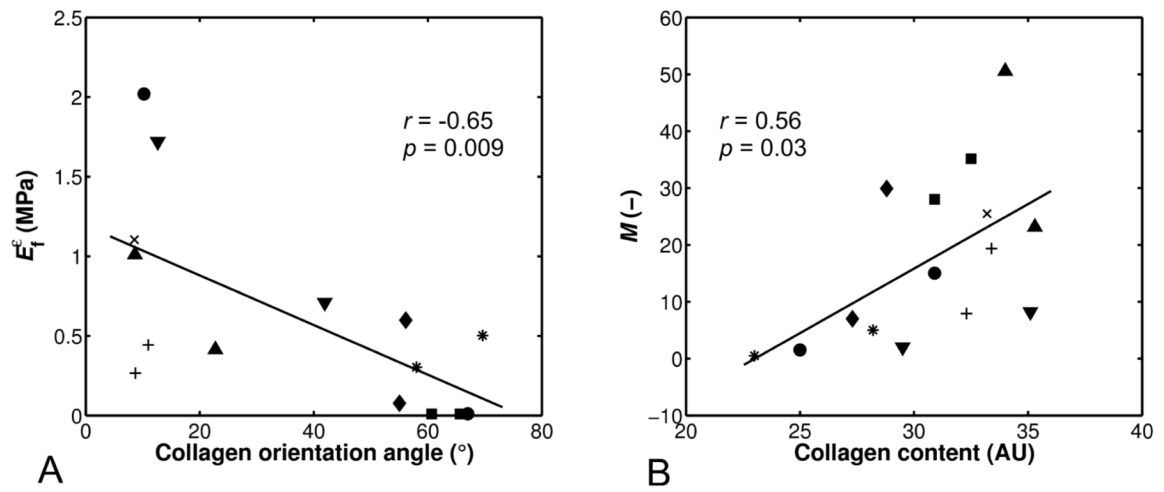 2.5
2
1.5
1
0.5
0
0 20 40 60 80
E_f^ε (MPa)
r = -0.65
p = 0.009
Collagen orientation angle (°)
A
60
50
40
30
20
10
0
−10
20 25 30 35 40
M (−)
r = 0.56
p = 0.03
Collagen content (AU)
B